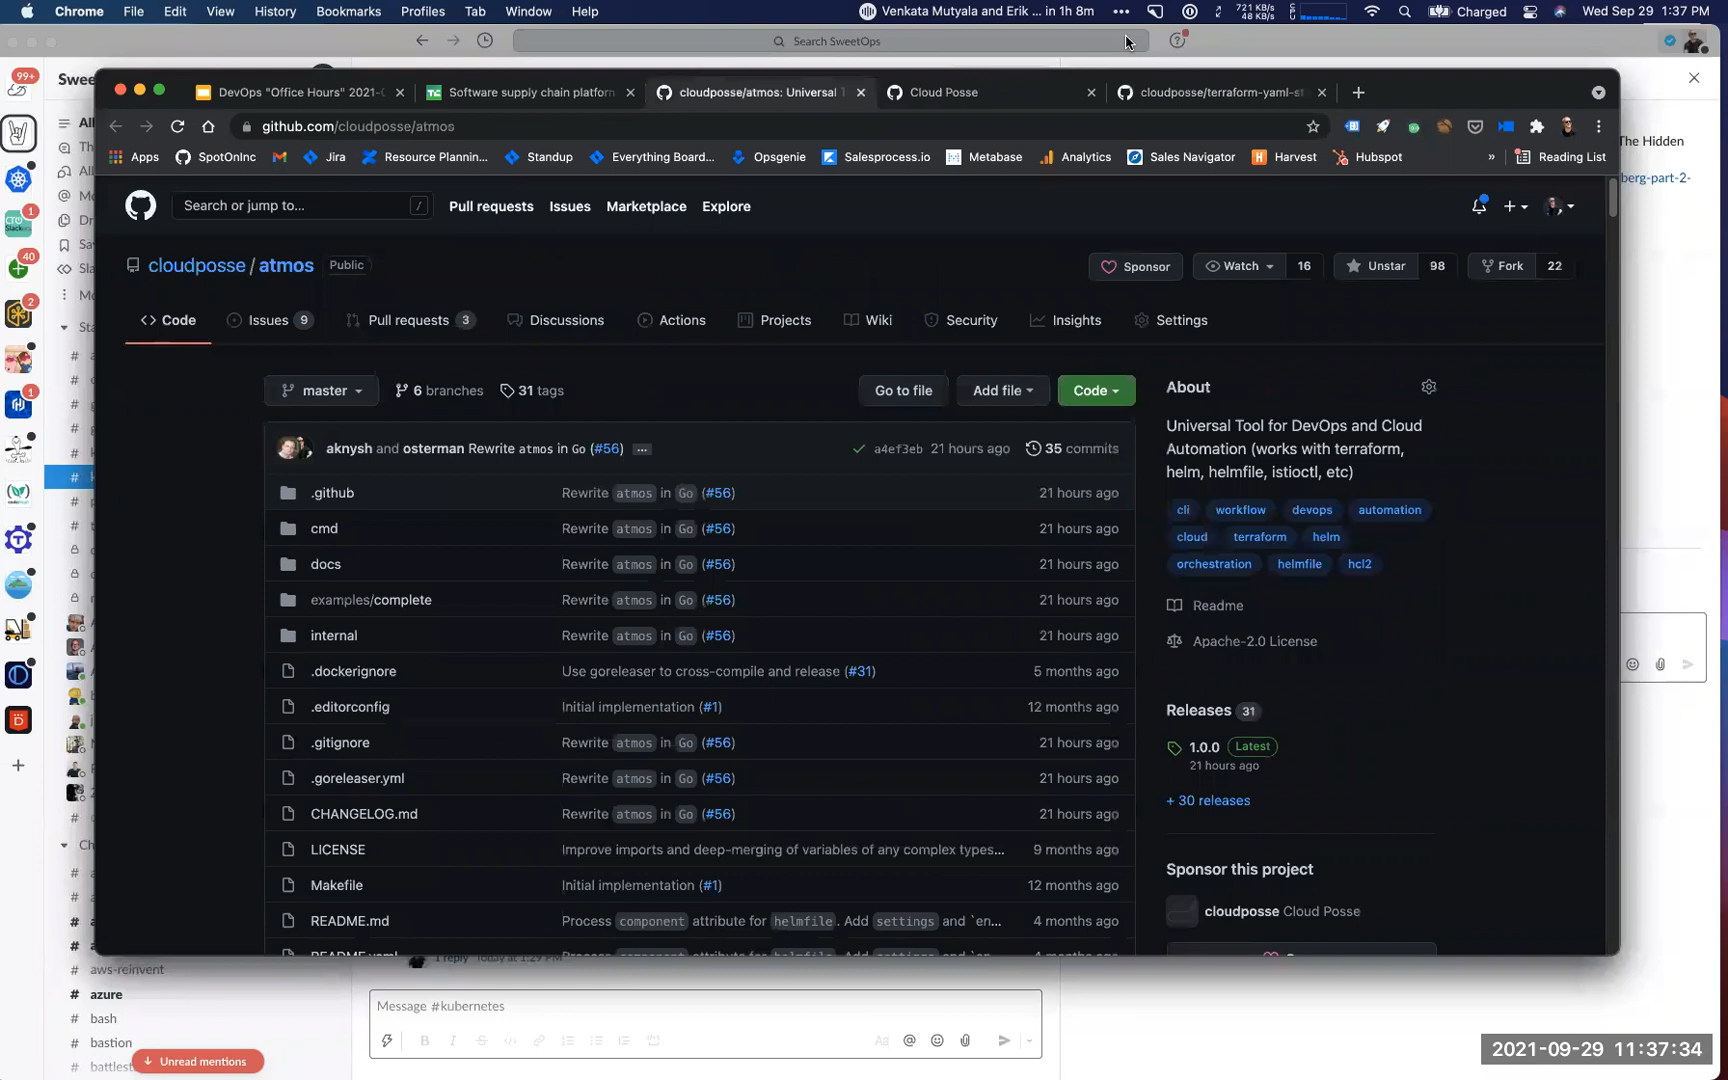 Chrome File Edit View History Bookmarks Profiles Tab Window Help
Venkata Mutyala and Erik ... in 1h 8m
721 KB/s
48 KB/s
Charged
Wed Sep 29 1:37 PM
Search SweetOps
99+
Swee
DevOps "Office Hours" 2021-
Software supply chain platform
cloudposse/atmos: Universal T
Cloud Posse
cloudposse/terraform-yaml-st
github.com/cloudposse/atmos
Apps SpotOnInc Jira Resource Plannin... Standup Everything Board... Opsgenie Salesprocess.io Metabase Analytics Sales Navigator Harvest Hubspot » Reading List
The Hidden
berg-part-2-
Search or jump to... /
Pull requests Issues Marketplace Explore
cloudposse / atmos Public
Sponsor Watch 16 Unstar 98 Fork 22
<> Code Issues 9 Pull requests 3 Discussions Actions Projects Wiki Security Insights Settings
master 6 branches 31 tags Go to file Add file Code
aknysh and osterman Rewrite atmos in Go (#56) ... a4ef3eb 21 hours ago 35 commits
.github Rewrite atmos in Go (#56) 21 hours ago
cmd Rewrite atmos in Go (#56) 21 hours ago
docs Rewrite atmos in Go (#56) 21 hours ago
examples/complete Rewrite atmos in Go (#56) 21 hours ago
internal Rewrite atmos in Go (#56) 21 hours ago
.dockerignore Use goreleaser to cross-compile and release (#31) 5 months ago
.editorconfig Initial implementation (#1) 12 months ago
.gitignore Rewrite atmos in Go (#56) 21 hours ago
.goreleaser.yml Rewrite atmos in Go (#56) 21 hours ago
CHANGELOG.md Rewrite atmos in Go (#56) 21 hours ago
LICENSE Improve imports and deep-merging of variables of any complex types... 9 months ago
Makefile Initial implementation (#1) 12 months ago
README.md Process component attribute for helmfile. Add settings and `en... 4 months ago
About
Universal Tool for DevOps and Cloud
Automation (works with terraform,
helm, helmfile, istioctl, etc)
cli workflow devops automation
cloud terraform helm
orchestration helmfile hcl2
Readme
Apache-2.0 License
Releases 31
1.0.0 Latest
21 hours ago
+ 30 releases
Sponsor this project
cloudposse Cloud Posse
1 reply Today at 1:29 PM
aws-reinvent
# azure
# bash
# bastion
Unread mentions
Message #kubernetes
2021-09-29 11:37:34